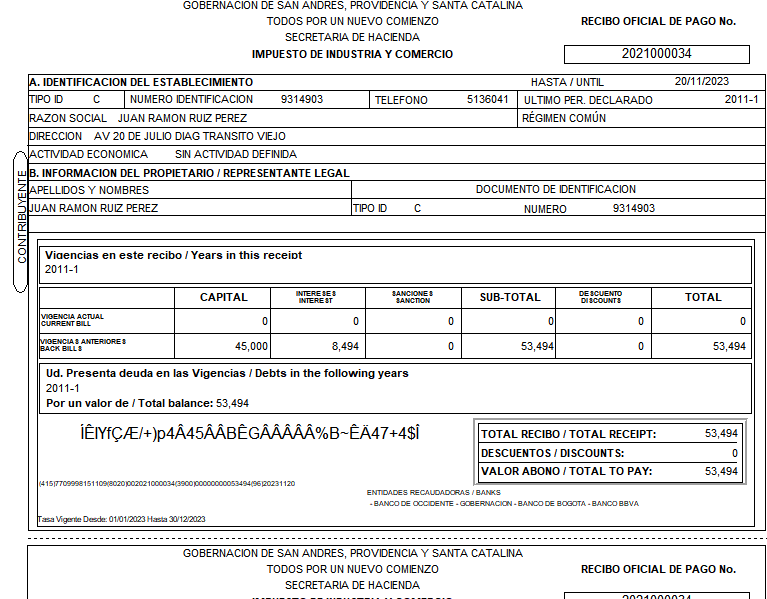 GOBERNACION DE SAN ANDRES, PROVIDENCIA Y SANTA CATALINA
TODOS POR UN NUEVO COMIENZO RECIBO OFICIAL DE PAGO No.
SECRETARIA DE HACIENDA
IMPUESTO DE INDUSTRIA Y COMERCIO 2021000034
A. IDENTIFICACION DEL ESTABLECIMIENTO HASTA / UNTIL 20/11/2023
TIPO ID C NUMERO IDENTIFICACION 9314903 TELEFONO 5136041 ULTIMO PER. DECLARADO 2011-1
RAZON SOCIAL JUAN RAMON RUIZ PEREZ RÉGIMEN COMÚN
DIRECCION AV 20 DE JULIO DIAG TRANSITO VIEJO
ACTIVIDAD ECONOMICA SIN ACTIVIDAD DEFINIDA
B. INFORMACION DEL PROPIETARIO / REPRESENTANTE LEGAL
APELLIDOS Y NOMBRES DOCUMENTO DE IDENTIFICACION
JUAN RAMON RUIZ PEREZ TIPO ID C NUMERO 9314903
CONTRIBUYENTE
Vigencias en este recibo / Years in this receipt
2011-1
CAPITAL INTERESES INTEREST SANCIONES SANCTION SUB-TOTAL DESCUENTO DISCOUNTS TOTAL
VIGENCIA ACTUAL CURRENT BILL 0 0 0 0 0 0
VIGENCIAS ANTERIORES BACK BILLS 45,000 8,494 0 53,494 0 53,494
Ud. Presenta deuda en las Vigencias / Debts in the following years
2011-1
Por un valor de / Total balance: 53,494
ÍÊIYfÇÆ/+)p4Â45ÂÂBÊGÂÂÂÂÂ%B~ÊÄ47+4$Î
TOTAL RECIBO / TOTAL RECEIPT: 53,494
DESCUENTOS / DISCOUNTS: 0
VALOR ABONO / TOTAL TO PAY: 53,494
(415)7709998151109(8020)002021000034(3900)00000000053494(96)20231120
ENTIDADES RECAUDADORAS / BANKS
- BANCO DE OCCIDENTE - GOBERNACION - BANCO DE BOGOTA - BANCO BBVA
Tasa Vigente Desde: 01/01/2023 Hasta 30/12/2023
GOBERNACION DE SAN ANDRES, PROVIDENCIA Y SANTA CATALINA
TODOS POR UN NUEVO COMIENZO RECIBO OFICIAL DE PAGO No.
SECRETARIA DE HACIENDA
IMPUESTO DE INDUSTRIA Y COMERCIO 2021000034